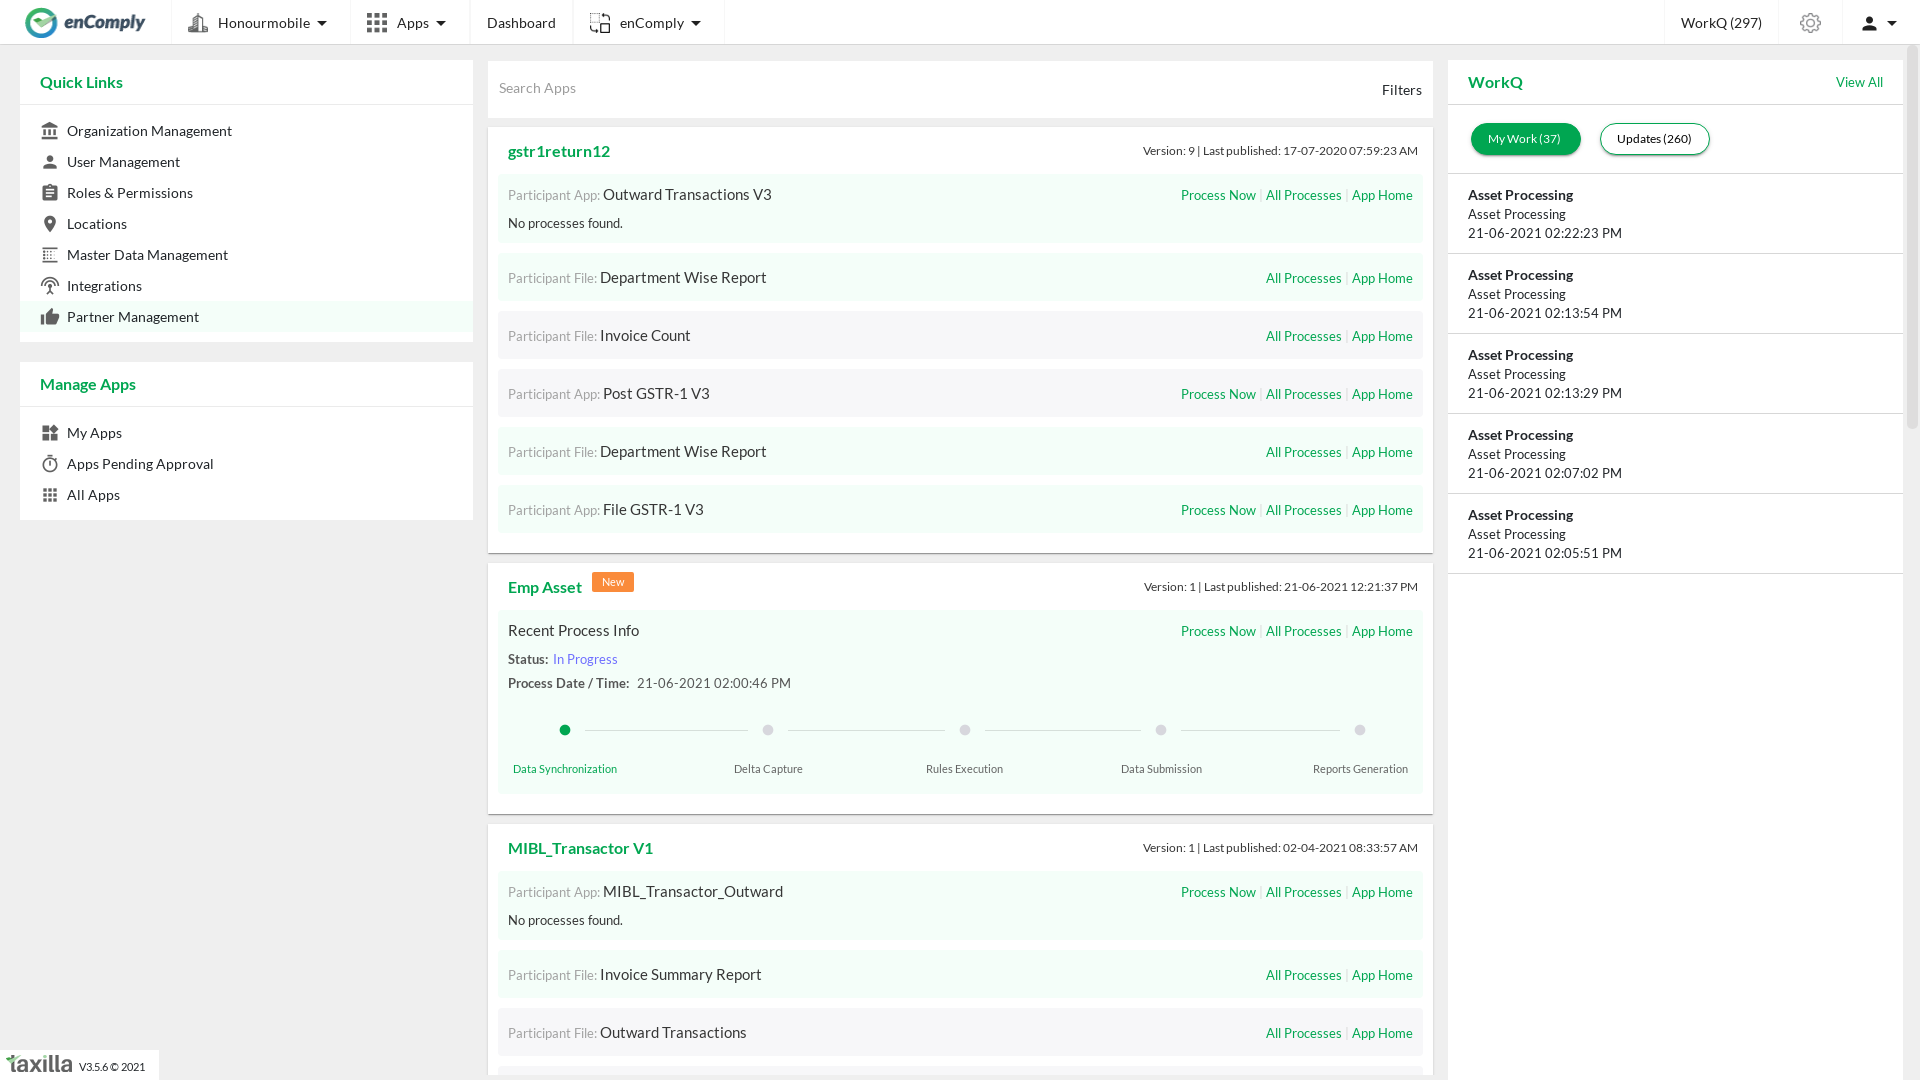 enComply
Honourmobile
Apps
Dashboard
enComply
WorkQ (297)
Quick Links
Organization Management
User Management
Roles & Permissions
Locations
Master Data Management
Integrations
Partner Management
Manage Apps
My Apps
Apps Pending Approval
All Apps
Search Apps
Filters
gstr1return12
Version: 9 | Last published: 17-07-2020 07:59:23 AM
Participant App: Outward Transactions V3
Process Now | All Processes | App Home
No processes found.
Participant File: Department Wise Report
All Processes | App Home
Participant File: Invoice Count
All Processes | App Home
Participant App: Post GSTR-1 V3
Process Now | All Processes | App Home
Participant File: Department Wise Report
All Processes | App Home
Participant App: File GSTR-1 V3
Process Now | All Processes | App Home
Emp Asset
New
Version: 1 | Last published: 21-06-2021 12:21:37 PM
Recent Process Info
Process Now | All Processes | App Home
Status: In Progress
Process Date / Time: 21-06-2021 02:00:46 PM
Data Synchronization
Delta Capture
Rules Execution
Data Submission
Reports Generation
MIBL_Transactor V1
Version: 1 | Last published: 02-04-2021 08:33:57 AM
Participant App: MIBL_Transactor_Outward
Process Now | All Processes | App Home
No processes found.
Participant File: Invoice Summary Report
All Processes | App Home
Participant File: Outward Transactions
All Processes | App Home
WorkQ
View All
My Work (37)
Updates (260)
Asset Processing
Asset Processing
21-06-2021 02:22:23 PM
Asset Processing
Asset Processing
21-06-2021 02:13:54 PM
Asset Processing
Asset Processing
21-06-2021 02:13:29 PM
Asset Processing
Asset Processing
21-06-2021 02:07:02 PM
Asset Processing
Asset Processing
21-06-2021 02:05:51 PM
taxilla V3.5.6 © 2021